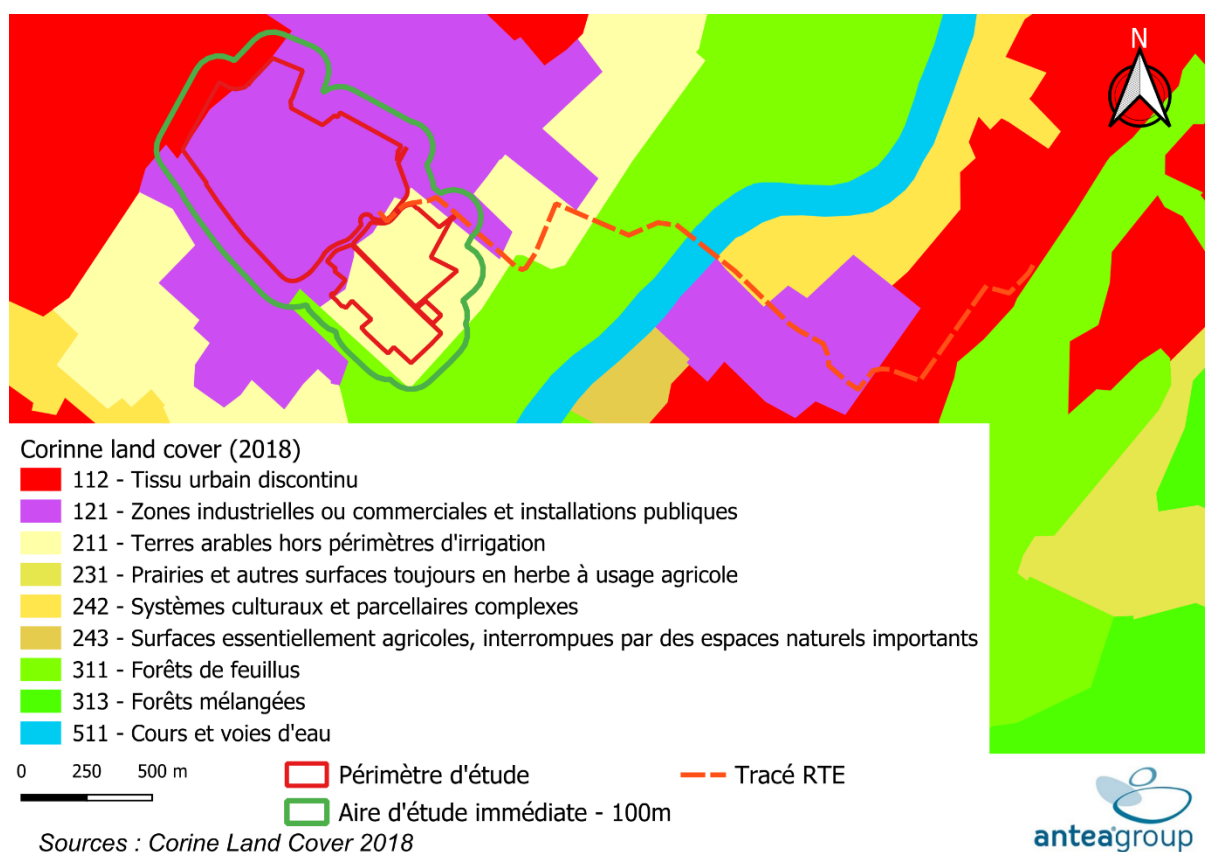 N
Corinne land cover (2018)
112 - Tissu urbain discontinu
121 - Zones industrielles ou commerciales et installations publiques
211 - Terres arables hors périmètres d'irrigation
231 - Prairies et autres surfaces toujours en herbe à usage agricole
242 - Systèmes culturaux et parcellaires complexes
243 - Surfaces essentiellement agricoles, interrompues par des espaces naturels importants
311 - Forêts de feuillus
313 - Forêts mélangées
511 - Cours et voies d'eau
0 250 500 m
Périmètre d'étude
Tracé RTE
Aire d'étude immédiate - 100m
Sources : Corine Land Cover 2018
anteagroup